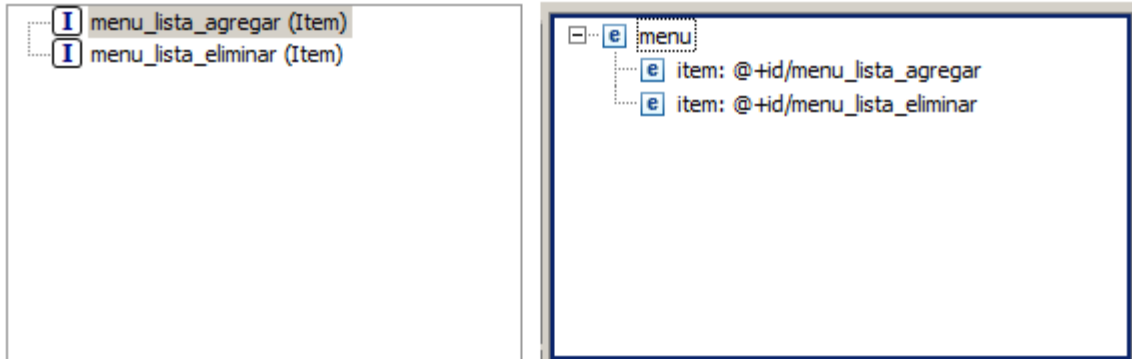 I menu_lista_agregar (Item)
I menu_lista_eliminar (Item)
e menu
e item: @+id/menu_lista_agregar
e item: @+id/menu_lista_eliminar